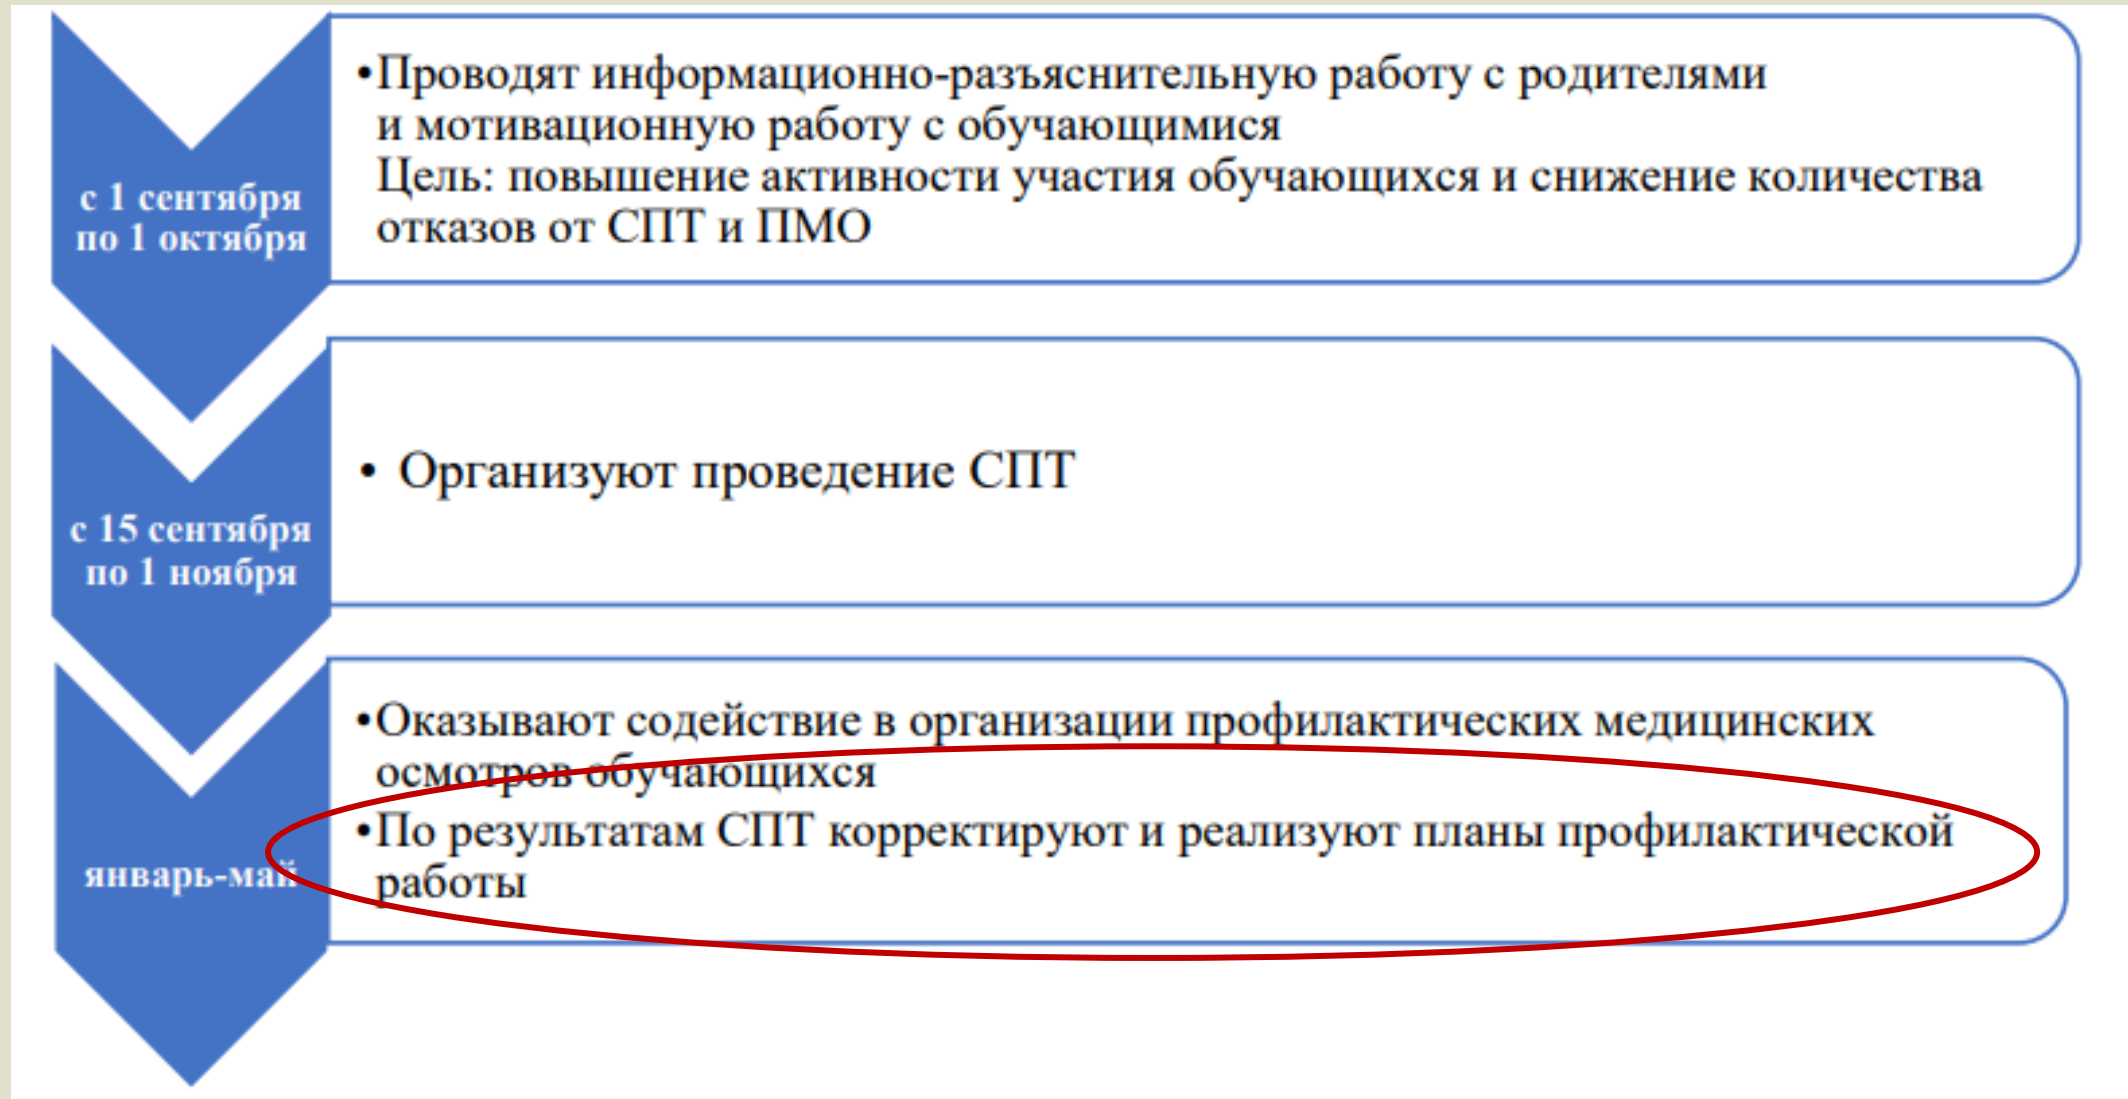 с 1 сентября
по 1 октября
•Проводят информационно-разъяснительную работу с родителями
и мотивационную работу с обучающимися
Цель: повышение активности участия обучающихся и снижение количества
отказов от СПТ и ПМО
с 15 сентября
по 1 ноября
• Организуют проведение СПТ
январь-май
•Оказывают содействие в организации профилактических медицинских
осмотров обучающихся
•По результатам СПТ корректируют и реализуют планы профилактической
работы